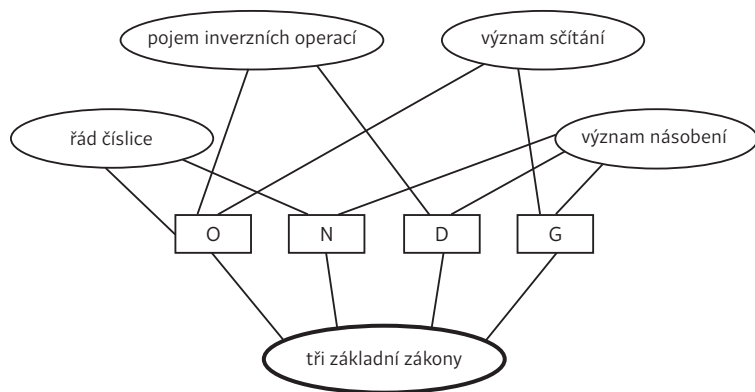 pojem inverzních operací
význam sčítání
řád číslice
význam násobení
O
N
D
G
tři základní zákony